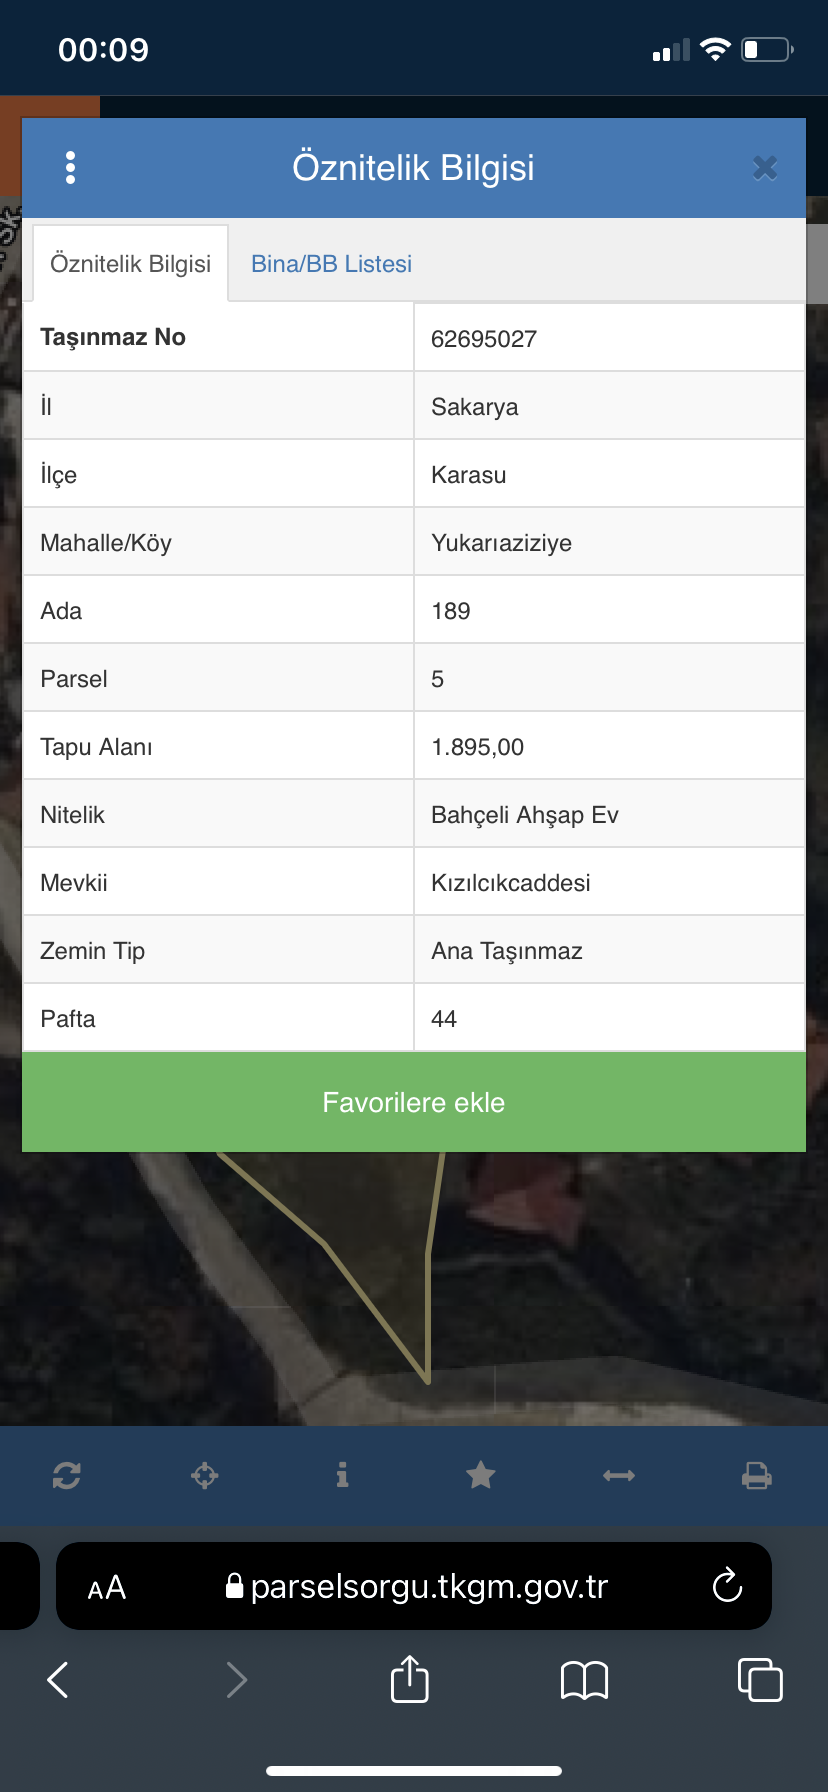 00:09
Öznitelik Bilgisi
Öznitelik Bilgisi Bina/BB Listesi
Taşınmaz No 62695027
İl Sakarya
İlçe Karasu
Mahalle/Köy Yukarıaziziye
Ada 189
Parsel 5
Tapu Alanı 1.895,00
Nitelik Bahçeli Ahşap Ev
Mevkii Kızılcıkcaddesi
Zemin Tip Ana Taşınmaz
Pafta 44
Favorilere ekle
AA parselsorgu.tkgm.gov.tr